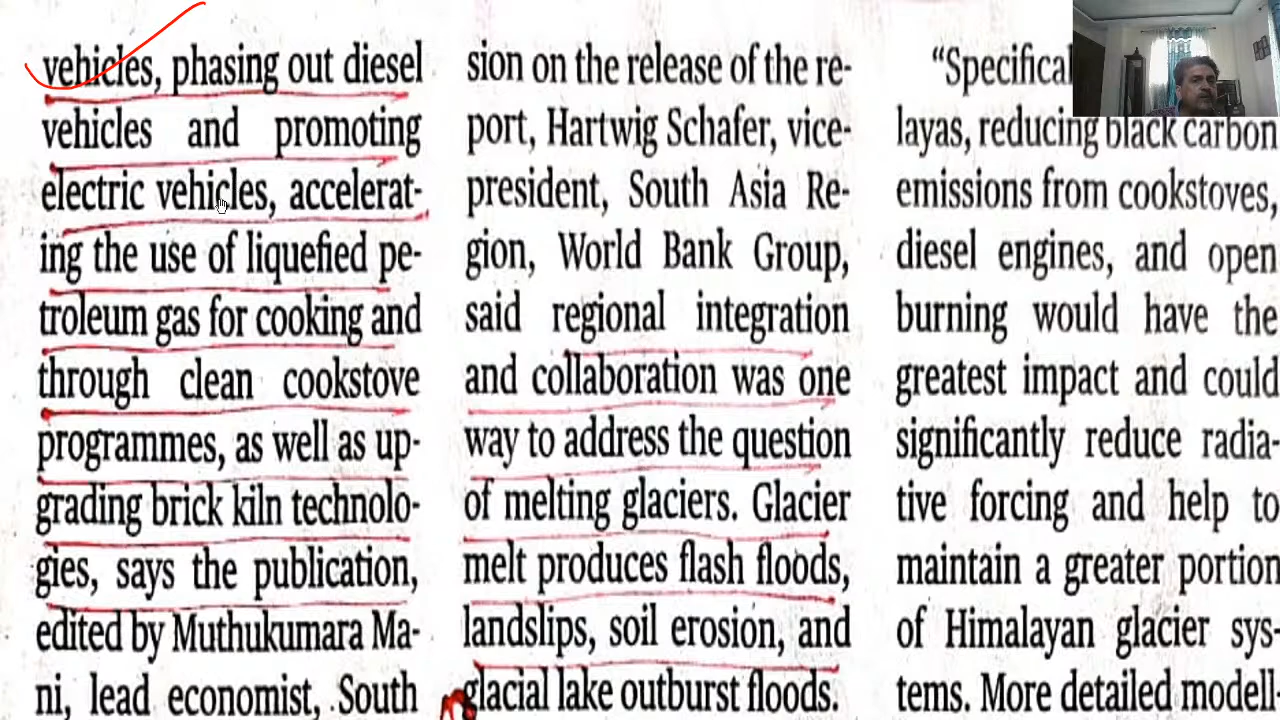 vehicles, phasing out diesel
vehicles and promoting
electric vehicles, accelerat-
ing the use of liquefied pe-
troleum gas for cooking and
through clean cookstove
programmes, as well as up-
grading brick kiln technolo-
gies, says the publication,
edited by Muthukumara Ma-
ni, lead economist, South
sion on the release of the re-
port, Hartwig Schafer, vice-
president, South Asia Re-
gion, World Bank Group,
said regional integration
and collaboration was one
way to address the question
of melting glaciers. Glacier
melt produces flash floods,
landslips, soil erosion, and
glacial lake outburst floods.
“Specifical
layas, reducing black carbon
emissions from cookstoves,
diesel engines, and open
burning would have the
greatest impact and could
significantly reduce radia-
tive forcing and help to
maintain a greater portion
of Himalayan glacier sys-
tems. More detailed modell-